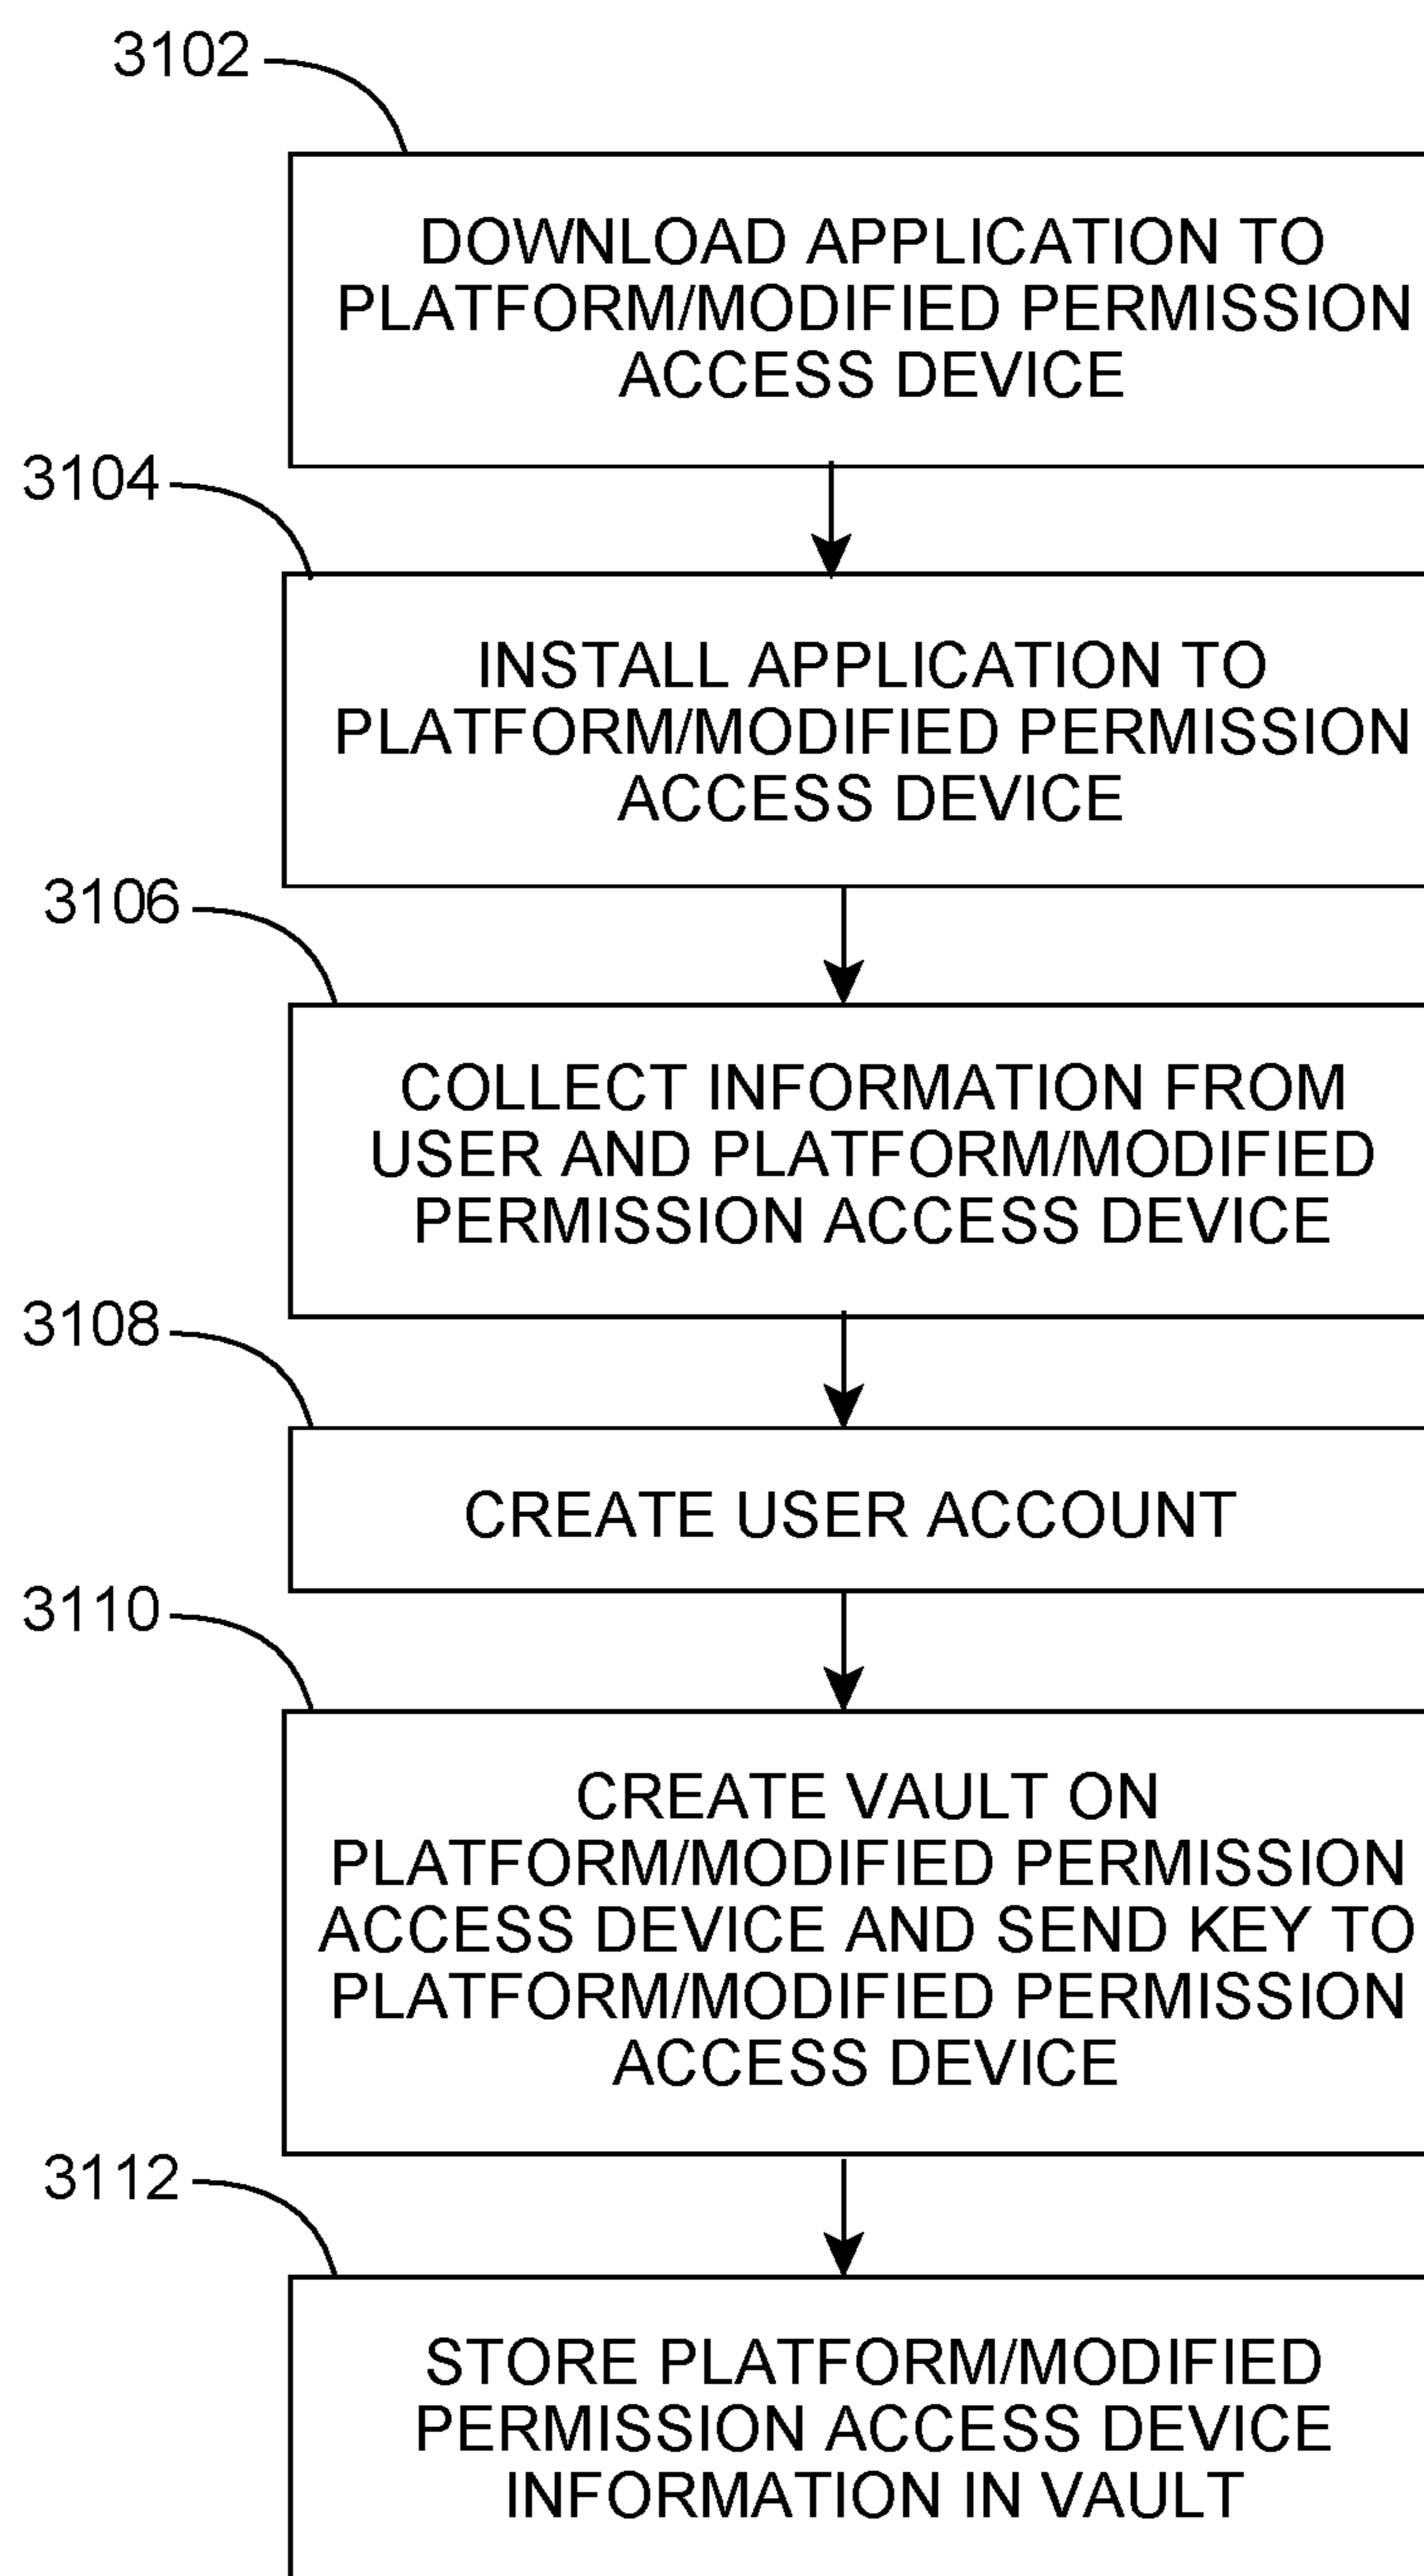 3102
DOWNLOAD APPLICATION TO
PLATFORM/MODIFIED PERMISSION
ACCESS DEVICE
3104
INSTALL APPLICATION TO
PLATFORM/MODIFIED PERMISSION
ACCESS DEVICE
3106
COLLECT INFORMATION FROM
USER AND PLATFORM/MODIFIED
PERMISSION ACCESS DEVICE
3108
CREATE USER ACCOUNT
3110
CREATE VAULT ON
PLATFORM/MODIFIED PERMISSION
ACCESS DEVICE AND SEND KEY TO
PLATFORM/MODIFIED PERMISSION
ACCESS DEVICE
3112
STORE PLATFORM/MODIFIED
PERMISSION ACCESS DEVICE
INFORMATION IN VAULT